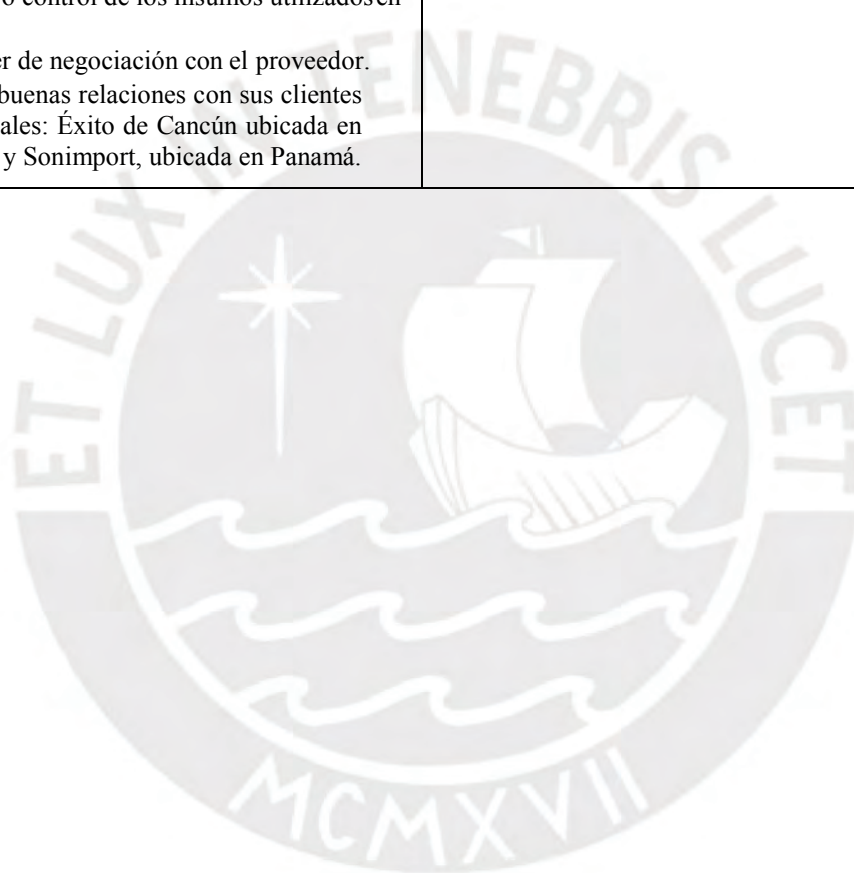 o control de los insumos utilizados en
er de negociación con el proveedor.
buenas relaciones con sus clientes
ales: Éxito de Cancún ubicada en
y Sonimport, ubicada en Panamá.
ET LUX IN TENEBRIS LUCET
MCMXVII